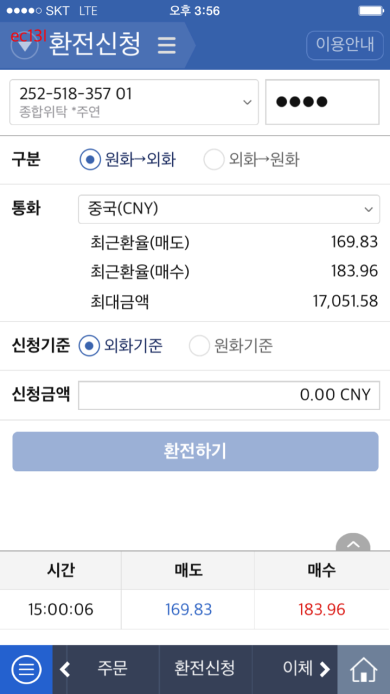 SKT LTE 오후 3:56
ec131 환전신청 이용안내
252-518-357 01
종합위탁 *주연
구분 원화→외화 외화→원화
통화 중국(CNY)
최근환율(매도) 169.83
최근환율(매수) 183.96
최대금액 17,051.58
신청기준 외화기준 원화기준
신청금액 0.00 CNY
환전하기
시간 매도 매수
15:00:06 169.83 183.96
주문 환전신청 이체